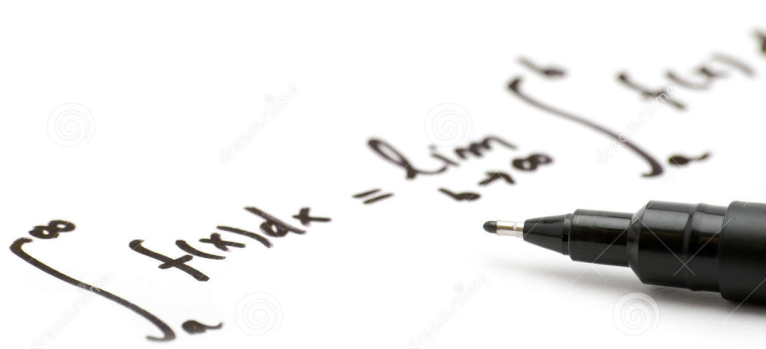 ∫ₐ^∞ f(x)dx = lim_{b→∞} ∫ₐ^b f(x)